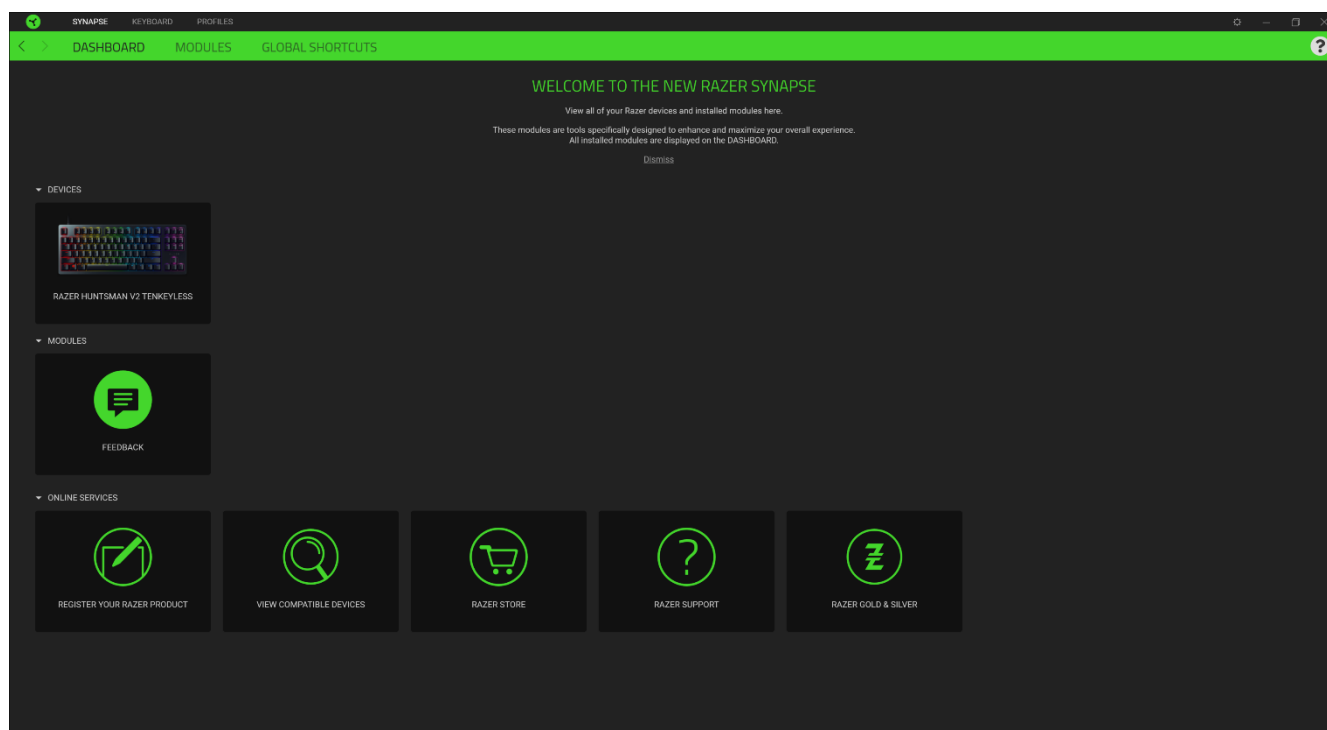 SYNAPSE KEYBOARD PROFILES
DASHBOARD MODULES GLOBAL SHORTCUTS
?
WELCOME TO THE NEW RAZER SYNAPSE
View all of your Razer devices and installed modules here.
These modules are tools specifically designed to enhance and maximize your overall experience.
All installed modules are displayed on the DASHBOARD.
Dismiss
DEVICES
RAZER HUNTSMAN V2 TENKEYLESS
MODULES
FEEDBACK
ONLINE SERVICES
REGISTER YOUR RAZER PRODUCT
VIEW COMPATIBLE DEVICES
RAZER STORE
?
RAZER SUPPORT
RAZER GOLD & SILVER